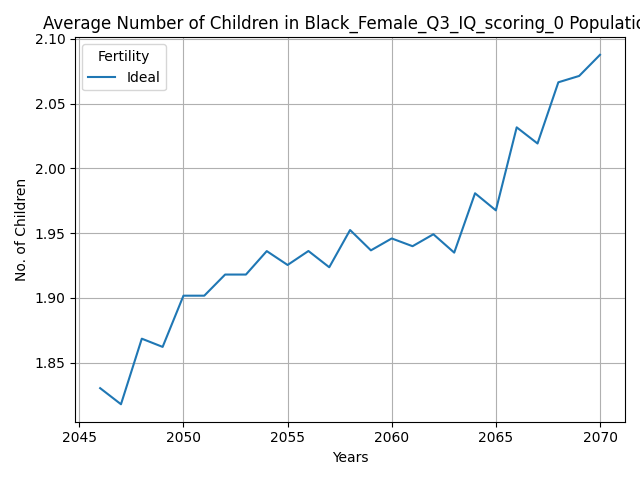 Average Number of Children in Black_Female_Q3_IQ_scoring_0 Populatio
2.10
Fertility
Ideal
2.05
2.00
1.95
1.90
1.85
No. of Children
2045 2050 2055 2060 2065 2070
Years